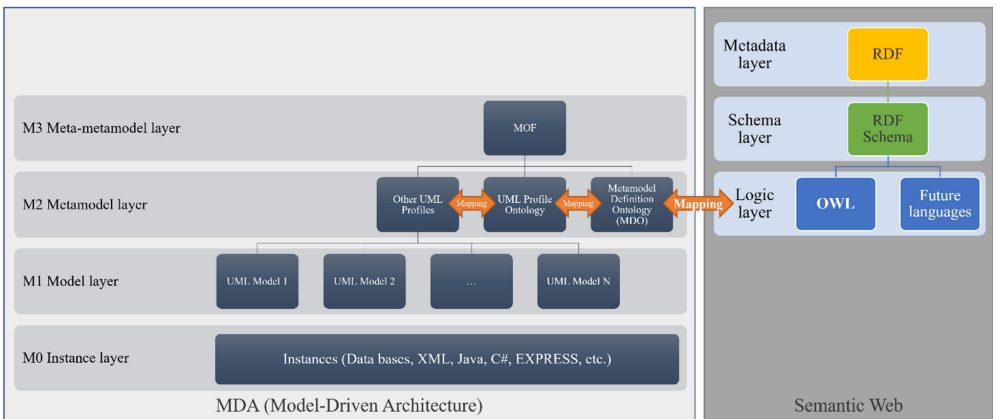 M3 Meta-metamodel layer
MOF
M2 Metamodel layer
Other UML
Profiles
Mapping
UML Profile
Ontology
Mapping
Metamodel
Definition
Ontology
(MDO)
Mapping
M1 Model layer
UML Model 1
UML Model 2
...
UML Model N
M0 Instance layer
Instances (Data bases, XML, Java, C#, EXPRESS, etc.)
MDA (Model-Driven Architecture)
Metadata
layer
RDF
Schema
layer
RDF
Schema
Logic
layer
OWL
Future
languages
Semantic Web